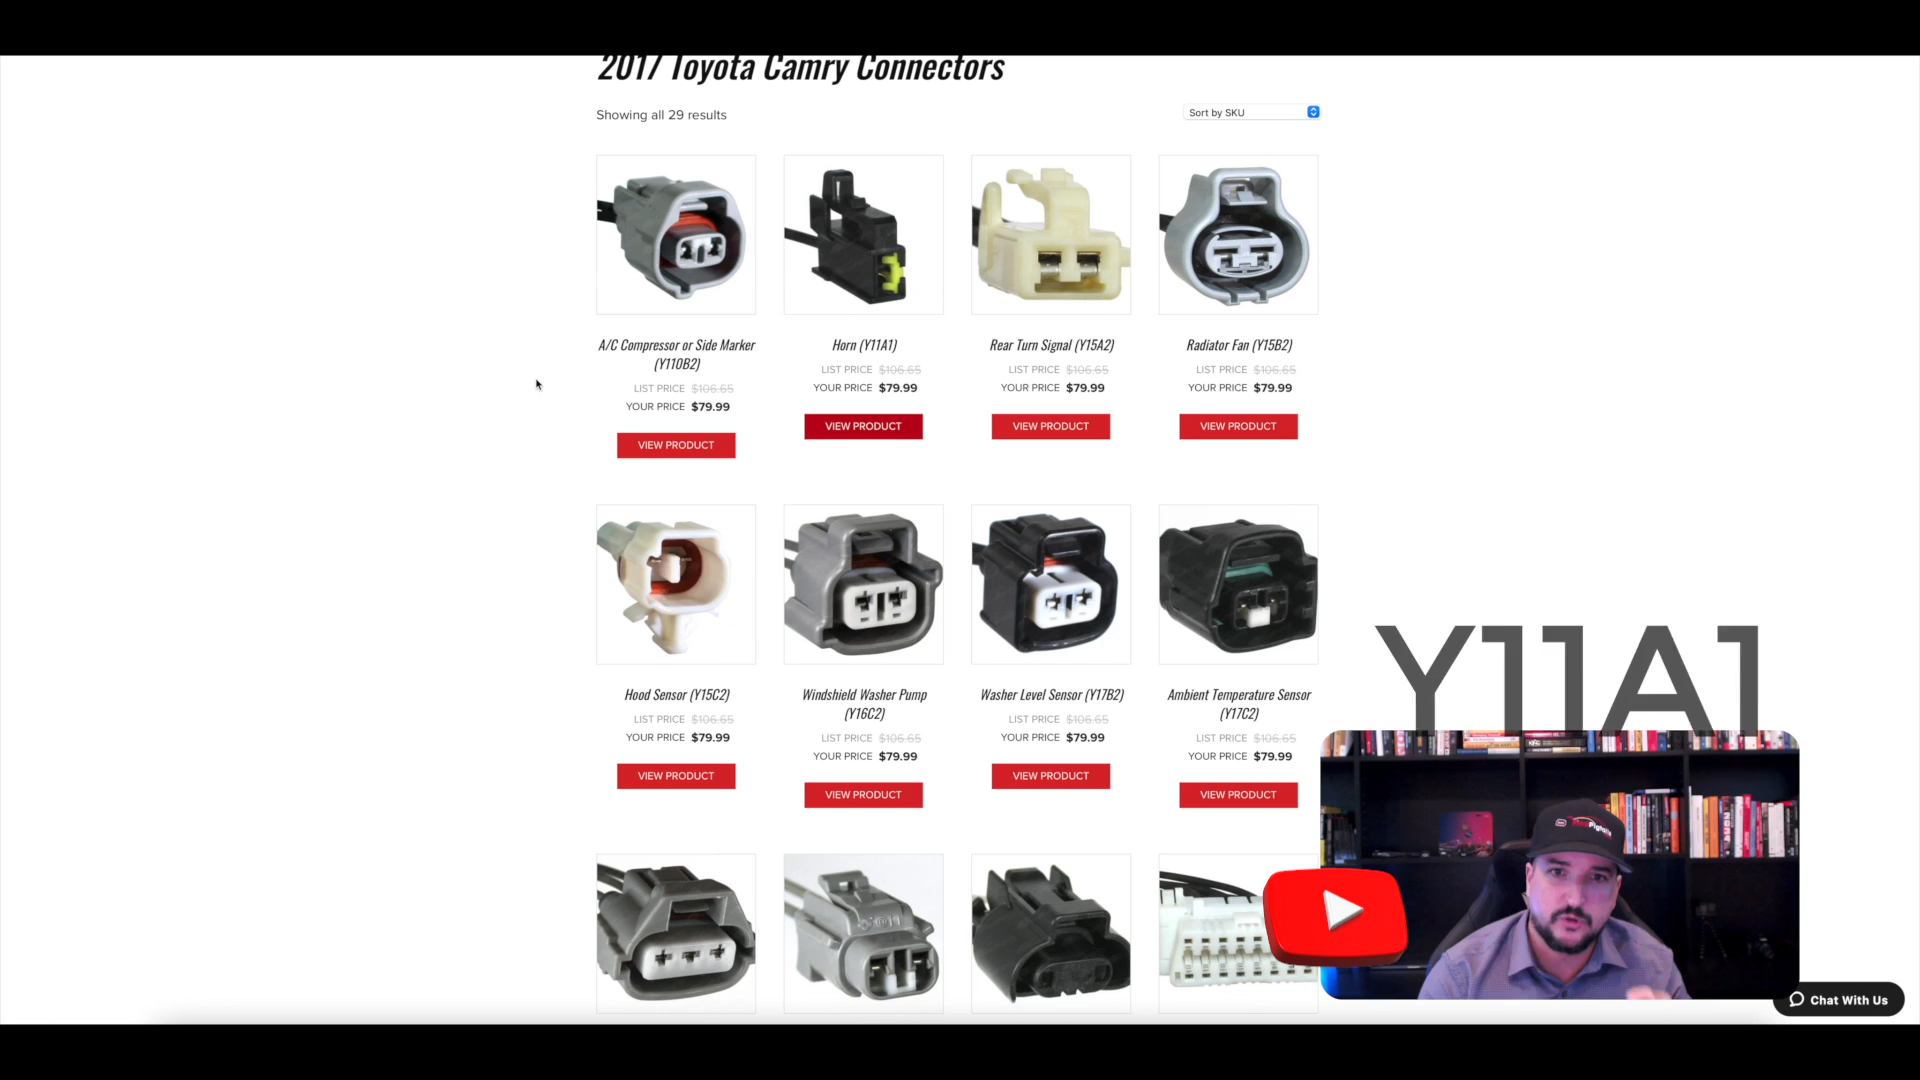 2017 Toyota Camry Connectors
Showing all 29 results
Sort by SKU
A/C Compressor or Side Marker
(Y110B2)
LIST PRICE $106.65
YOUR PRICE $79.99
VIEW PRODUCT
Horn (Y11A1)
LIST PRICE $106.65
YOUR PRICE $79.99
VIEW PRODUCT
Rear Turn Signal (Y15A2)
LIST PRICE $106.65
YOUR PRICE $79.99
VIEW PRODUCT
Radiator Fan (Y15B2)
LIST PRICE $106.65
YOUR PRICE $79.99
VIEW PRODUCT
Hood Sensor (Y15C2)
LIST PRICE $106.65
YOUR PRICE $79.99
VIEW PRODUCT
Windshield Washer Pump
(Y16C2)
LIST PRICE $106.65
YOUR PRICE $79.99
VIEW PRODUCT
Washer Level Sensor (Y17B2)
LIST PRICE $106.65
YOUR PRICE $79.99
VIEW PRODUCT
Ambient Temperature Sensor
(Y17C2)
LIST PRICE $106.65
YOUR PRICE $79.99
VIEW PRODUCT
Y11A1
Chat With Us